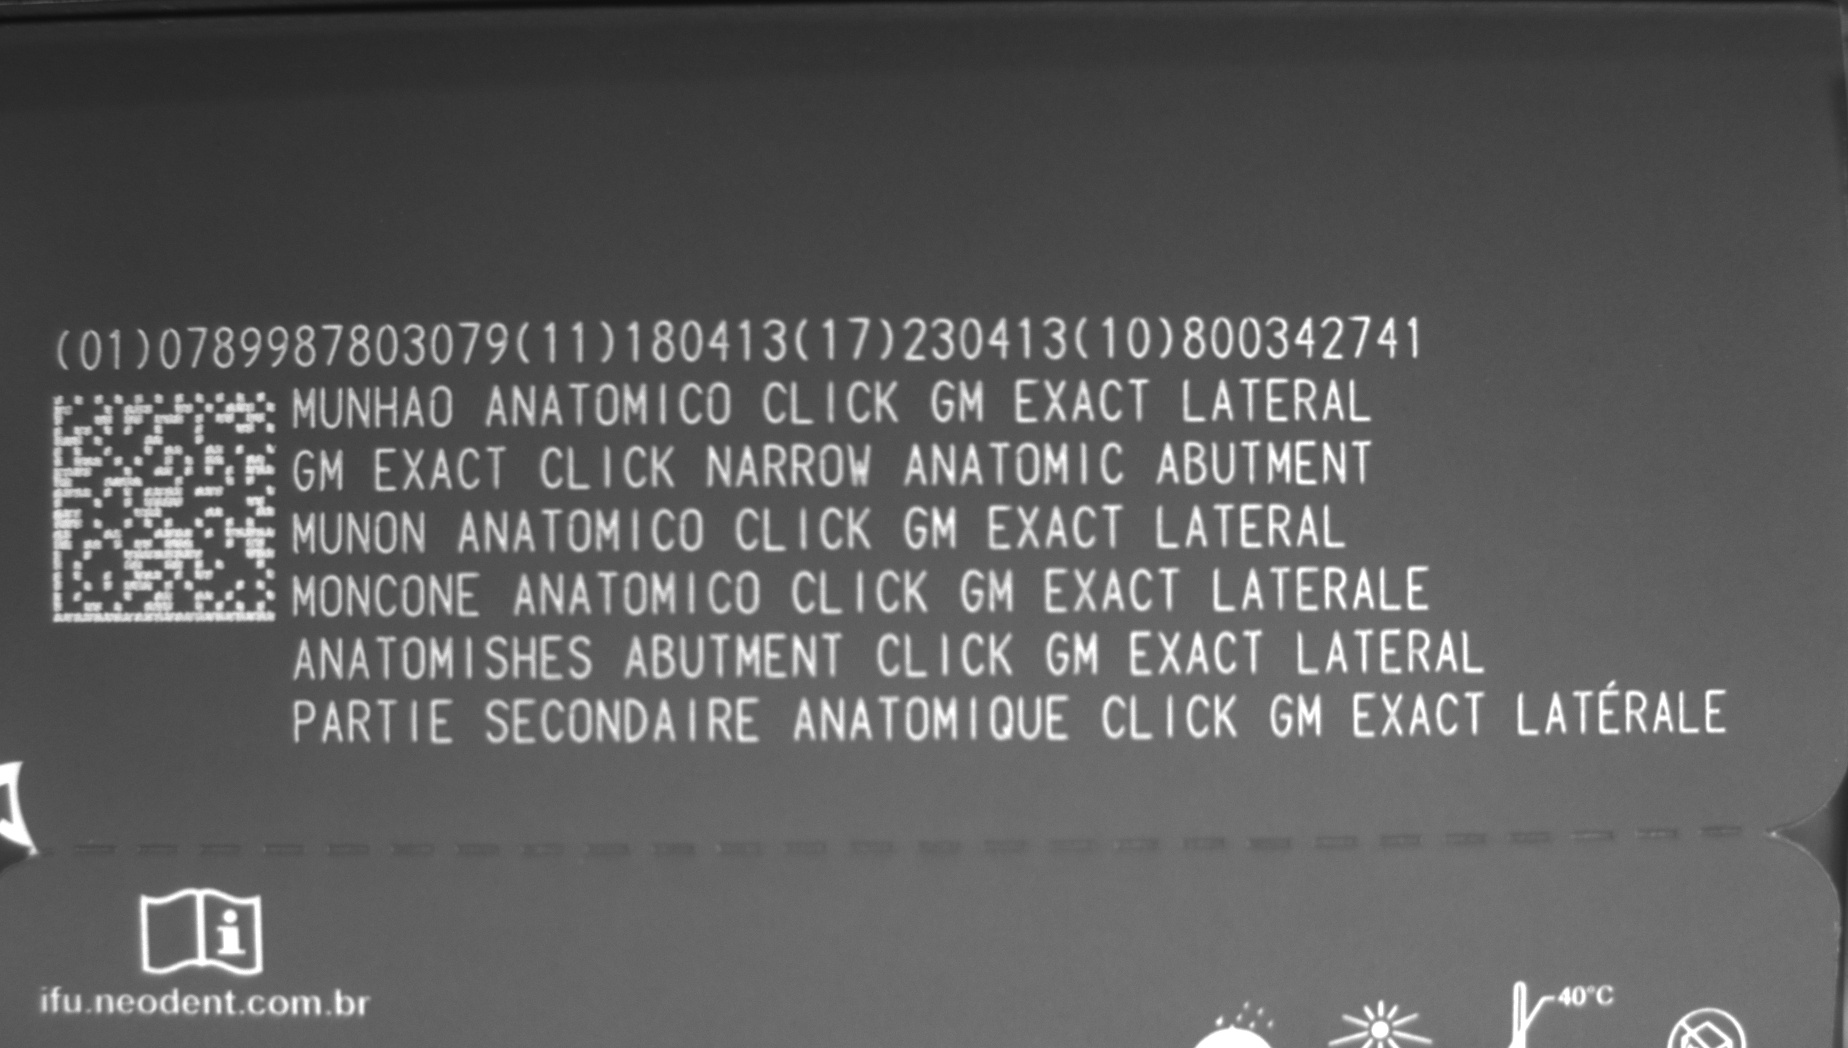 (01)0789987803079(11)180413(17)230413(10)800342741
MUNHAO ANATOMICO CLICK GM EXACT LATERAL
GM EXACT CLICK NARROW ANATOMIC ABUTMENT
MUNON ANATOMICO CLICK GM EXACT LATERAL
MONCONE ANATOMICO CLICK GM EXACT LATERALE
ANATOMISHES ABUTMENT CLICK GM EXACT LATERAL
PARTIE SECONDAIRE ANATOMIQUE CLICK GM EXACT LATÉRALE
ifu.neodent.com.br
40°C